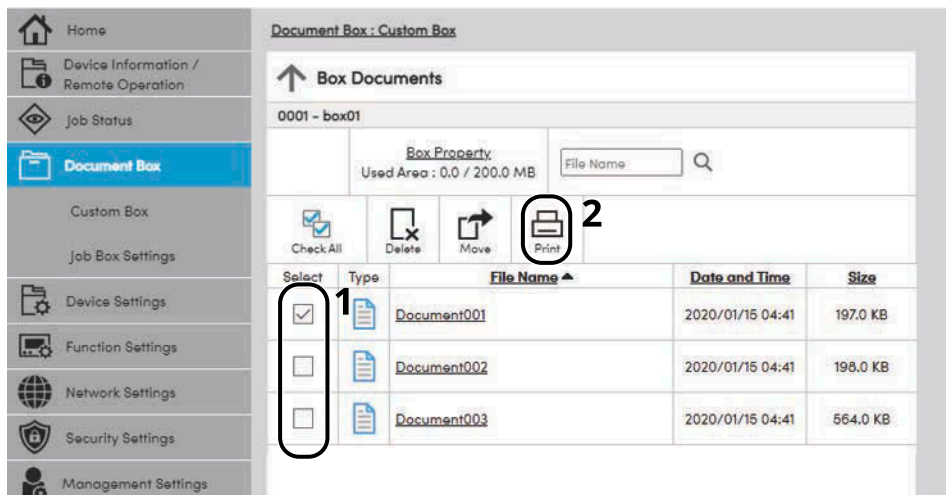 Home
Device Information /
Remote Operation
Job Status
Document Box
Custom Box
Job Box Settings
Device Settings
Function Settings
Network Settings
Security Settings
Management Settings
Document Box : Custom Box
Box Documents
0001 - box01
Box Property
Used Area : 0.0 / 200.0 MB
File Name
Check All
Delete
Move
Print
2
Select Type File Name Date and Time Size
1
Document001 2020/01/15 04:41 197.0 KB
Document002 2020/01/15 04:41 198.0 KB
Document003 2020/01/15 04:41 564.0 KB